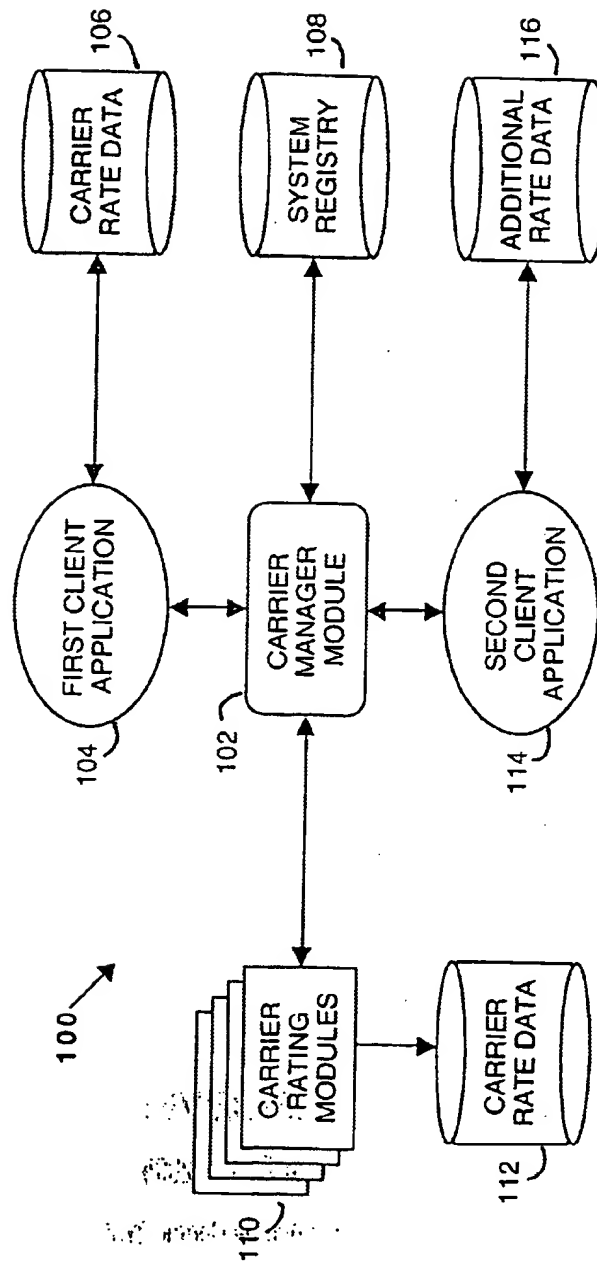 100
CARRIER
RATE DATA
106
FIRST CLIENT
APPLICATION
104
SYSTEM
REGISTRY
108
CARRIER
MANAGER
MODULE
102
CARRIER
RATING
MODULES
110
ADDITIONAL
RATE DATA
116
SECOND
CLIENT
APPLICATION
114
CARRIER
RATE DATA
112